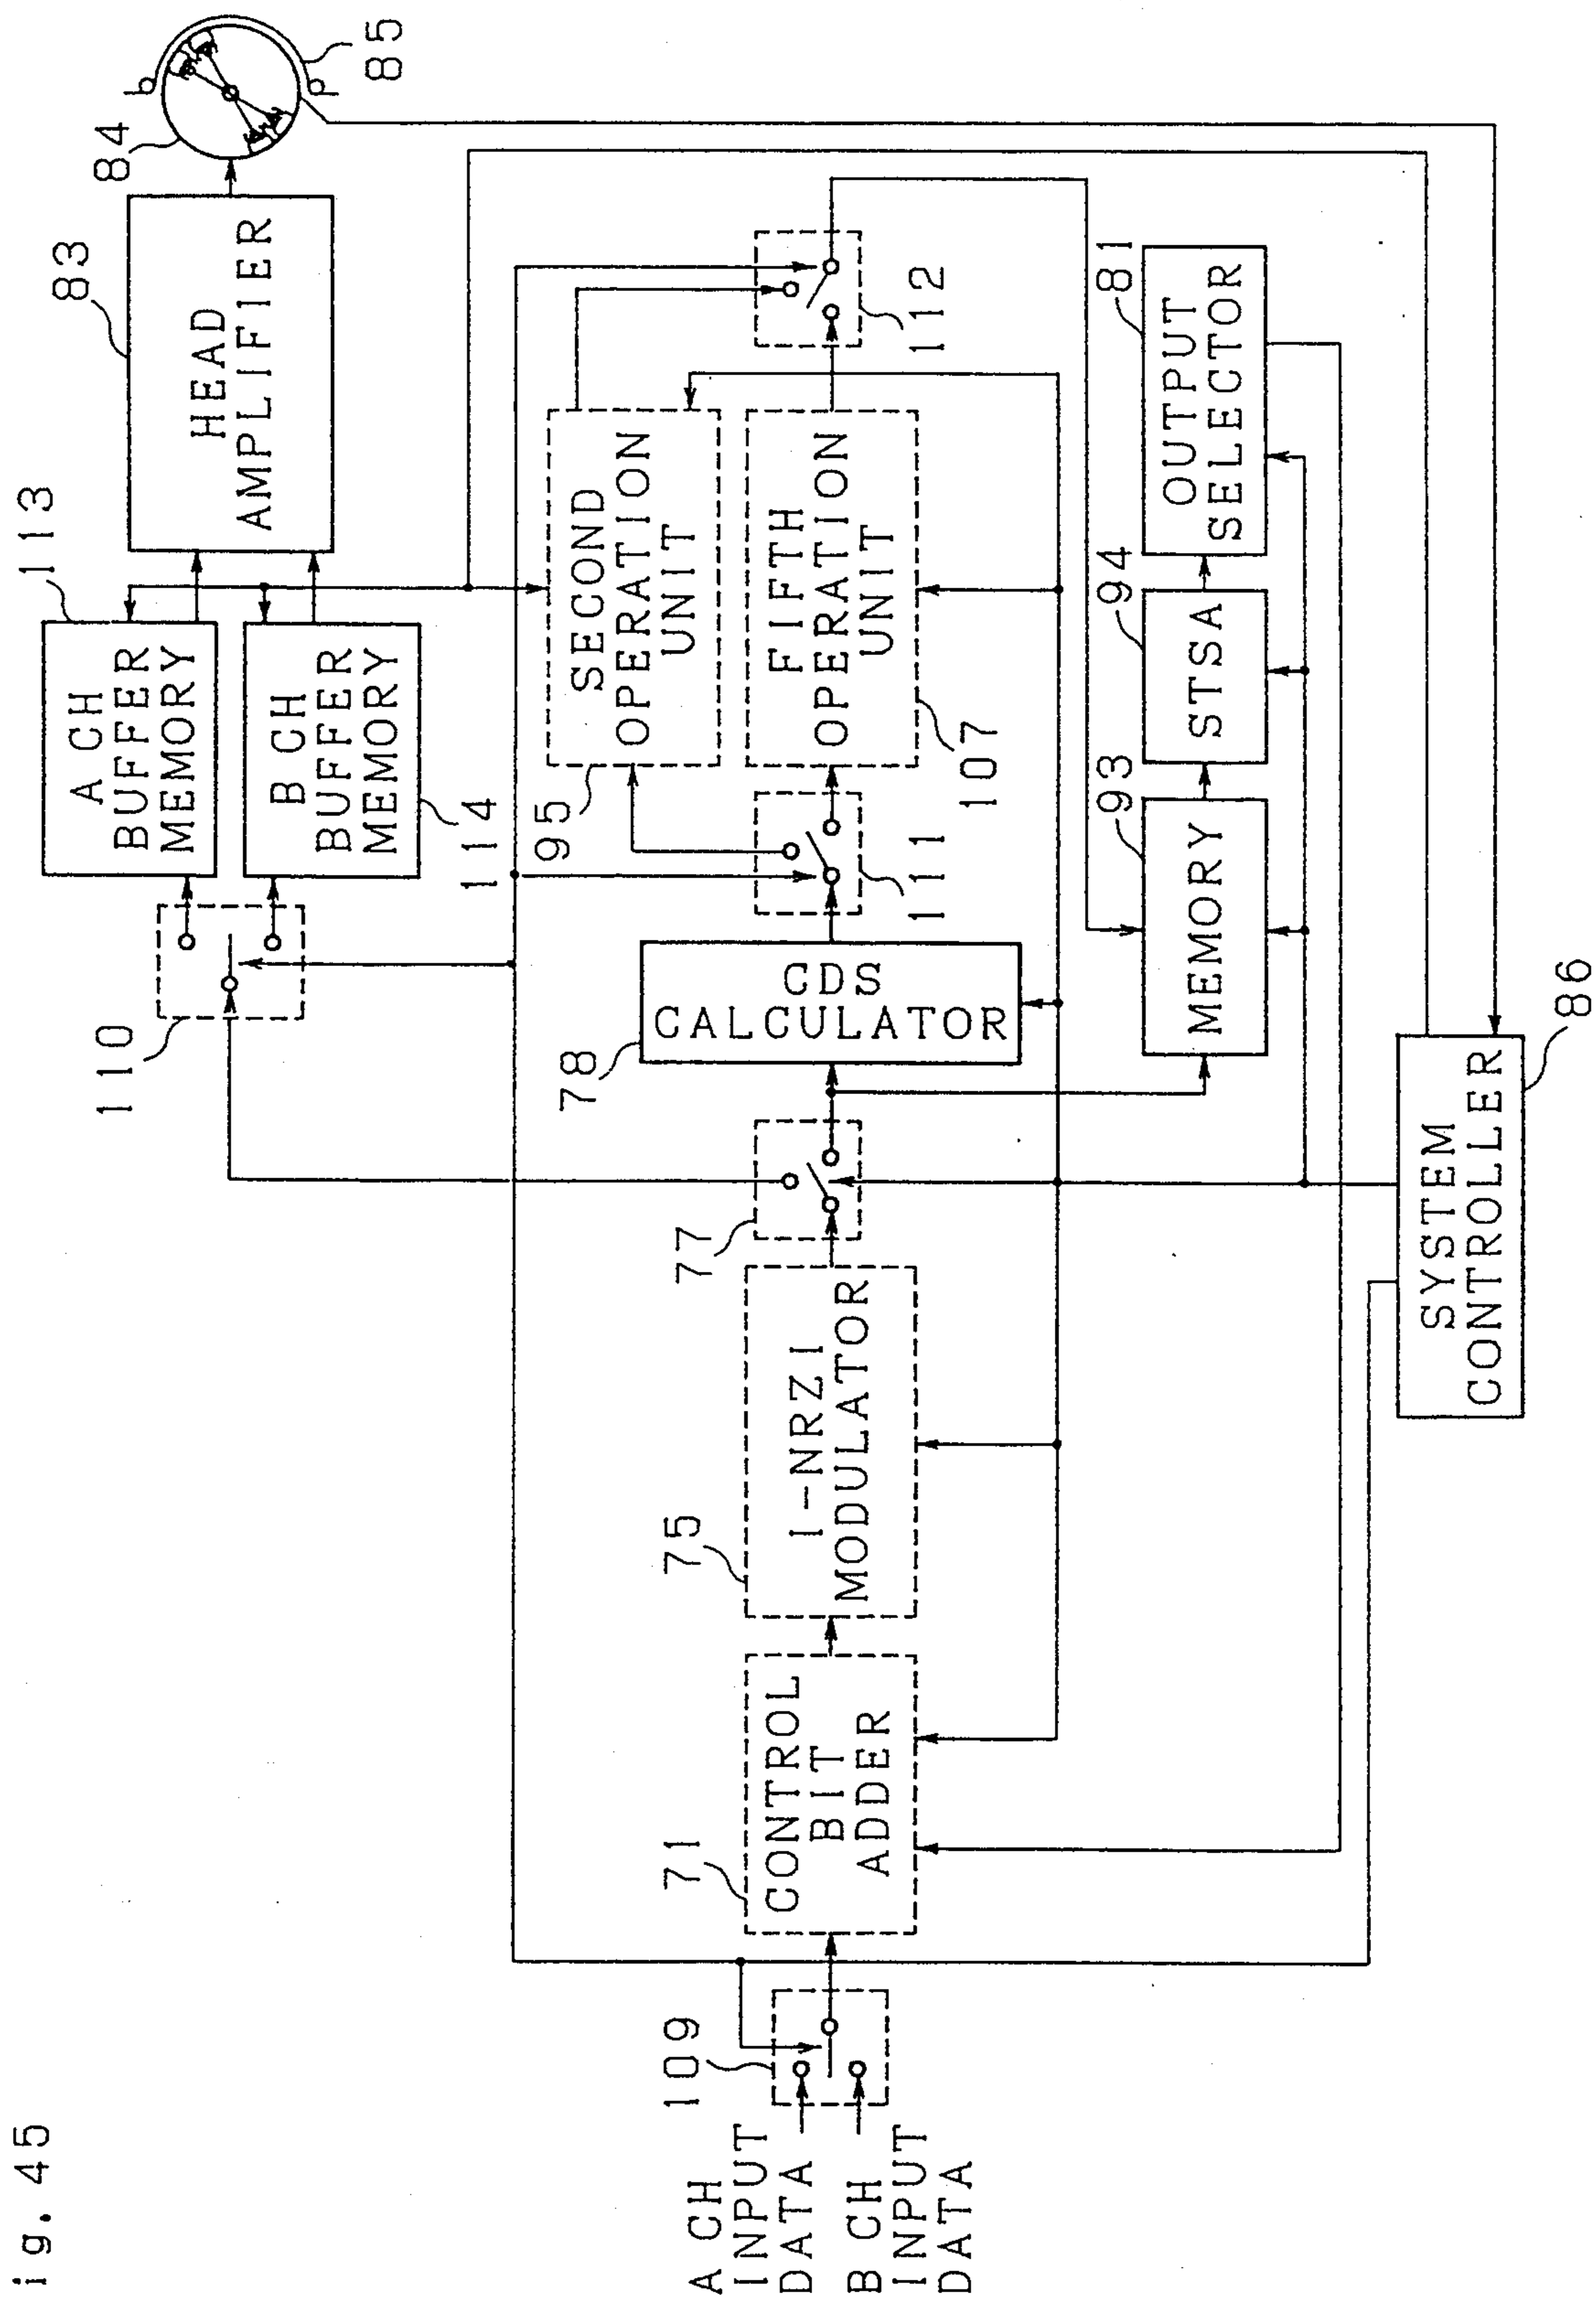 ig. 45
A CH
INPUT
DATA
B CH
INPUT
DATA
109
71
CONTROL
BIT
ADDER
75
I-NRZI
MODULATOR
77
110
78
CDS
CALCULATOR
111
A CH
BUFFER
MEMORY
113
B CH
BUFFER
MEMORY
114
95
SECOND
OPERATION
UNIT
FIFTH
OPERATION
UNIT
107
112
HEAD
AMPLIFIER
83
84
85
MEMORY
93
STSA
94
OUTPUT
SELECTOR
81
SYSTEM
CONTROLLER
86